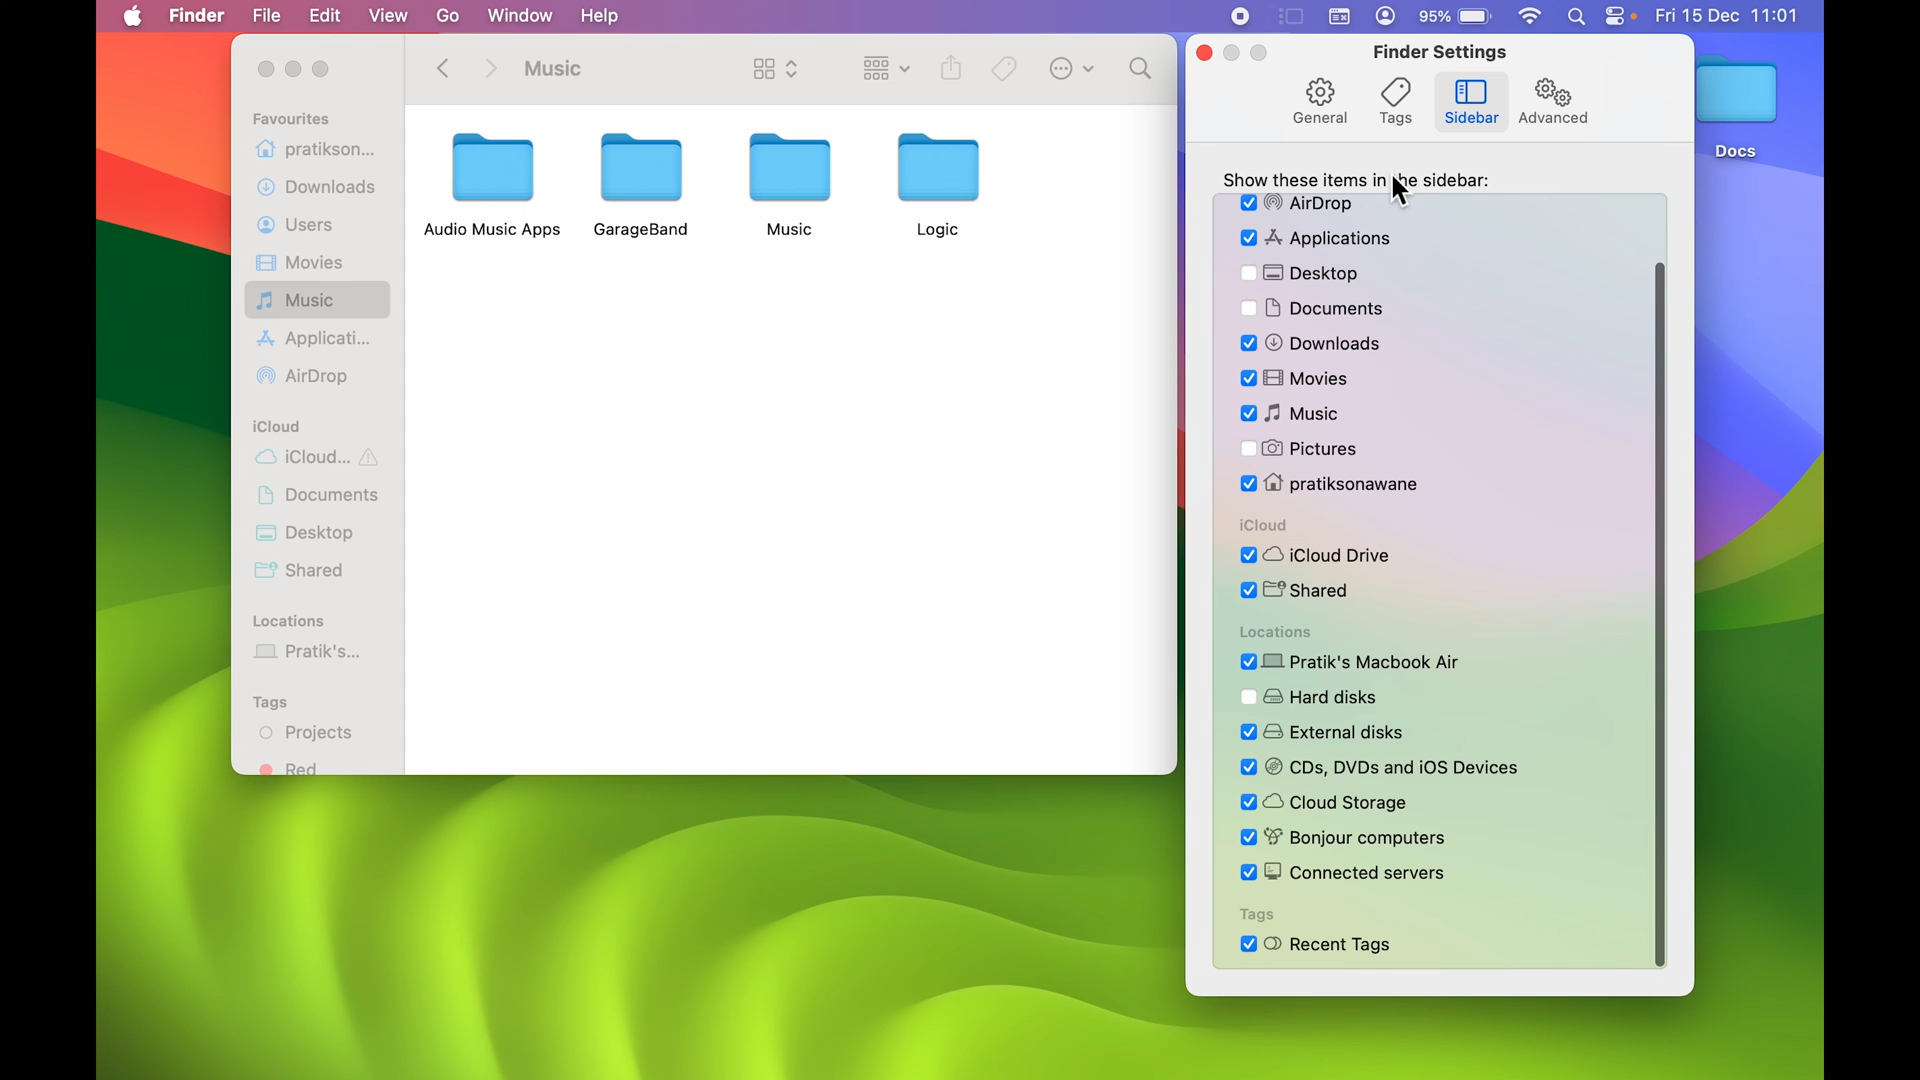 Finder File Edit View Go Window Help 95% Fri 15 Dec 11:01
Music
Favourites
pratikson...
Downloads
Users
Movies
Music
Applicati...
AirDrop
iCloud
iCloud...
Documents
Desktop
Shared
Locations
Pratik's...
Tags
Projects
Red
Audio Music Apps GarageBand Music Logic
Finder Settings
General Tags Sidebar Advanced
Show these items in the sidebar:
AirDrop
Applications
Desktop
Documents
Downloads
Movies
Music
Pictures
pratiksonawane
iCloud
iCloud Drive
Shared
Locations
Pratik's Macbook Air
Hard disks
External disks
CDs, DVDs and iOS Devices
Cloud Storage
Bonjour computers
Connected servers
Tags
Recent Tags
Docs